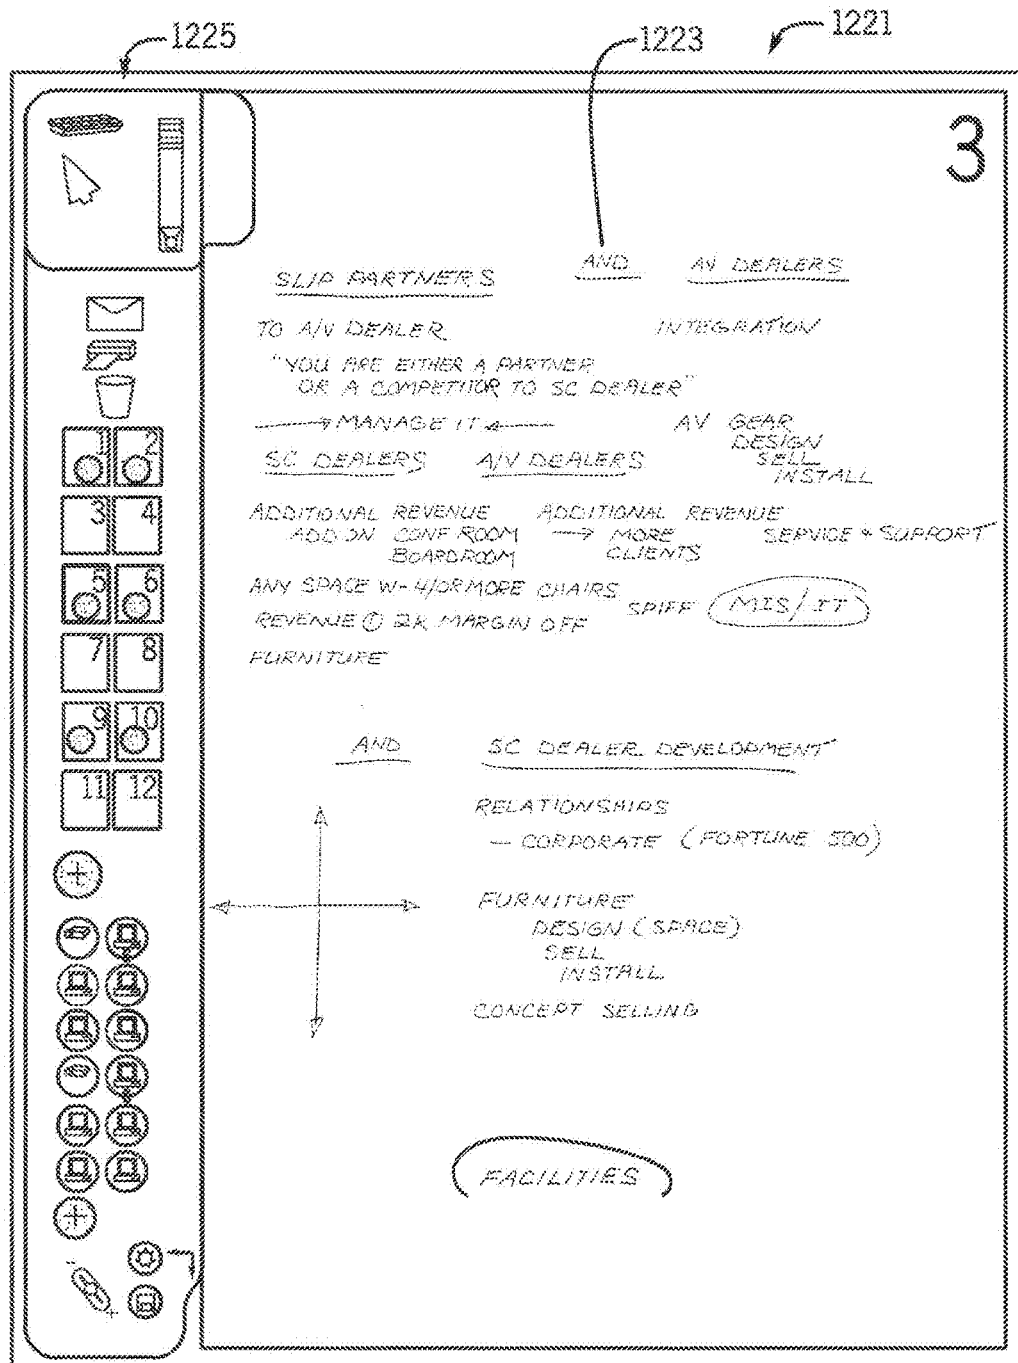 1225
1223
1221
3
SLIP PARTNERS AND AV DEALERS
TO A/V DEALER INTEGRATION
"YOU ARE EITHER A PARTNER
OR A COMPETITOR TO SC DEALER"
MANAGE IT AV GEAR
DESIGN
SC DEALERS A/V DEALERS SELL
INSTALL
ADDITIONAL REVENUE ADDITIONAL REVENUE
ADD ON CONF ROOM → MORE SERVICE + SUPPORT
BOARDROOM CLIENTS
ANY SPACE W- 4/OR MORE CHAIRS
SPIFF MIS/IT
REVENUE @ 2K MARGIN OFF
FURNITURE
AND SC DEALER DEVELOPMENT
RELATIONSHIPS
— CORPORATE (FORTUNE 500)
FURNITURE
DESIGN (SPACE)
SELL
INSTALL
CONCEPT SELLING
FACILITIES
1 2
3 4
5 6
7 8
9 10
11 12